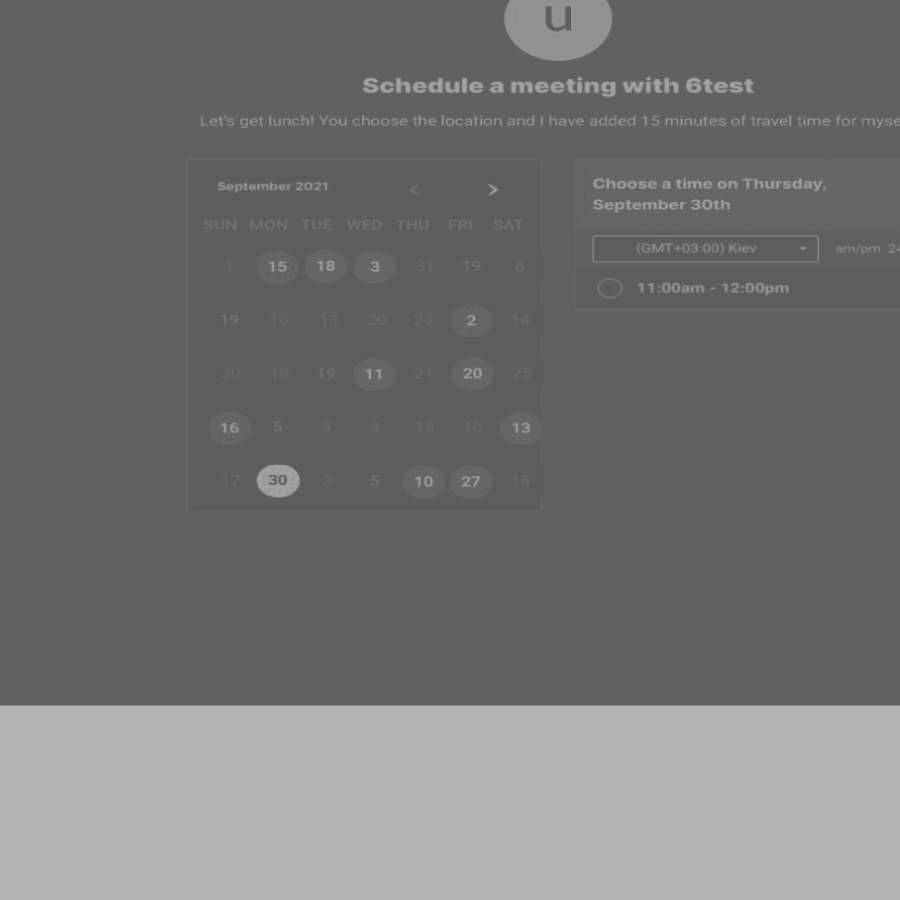 u
Schedule a meeting with 6test
Let's get lunch! You choose the location and I have added 15 minutes of travel time for myse
September 2021 < >
SUN MON TUE WED THU FRI SAT
1 15 18 3 31 19 8
19 10 13 20 23 2 14
30 18 19 11 21 20 25
16 5 9 9 18 10 13
17 30 3 5 10 27 16
Choose a time on Thursday,
September 30th
(GMT+03:00) Kiev am/pm 24
11:00am - 12:00pm